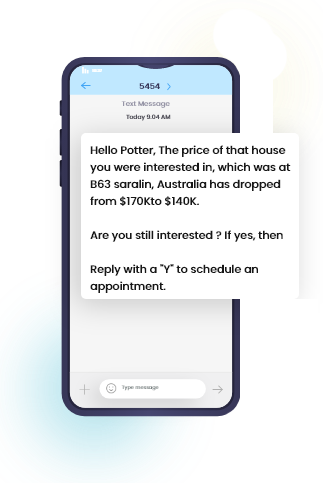 5454
Text Message
Today 9.04 AM
Hello Potter, The price of that house
you were interested in, which was at
B63 saralin, Australia has dropped
from $170Kto $140K.
Are you still interested ? If yes, then
Reply with a "Y" to schedule an
appointment.
Type message